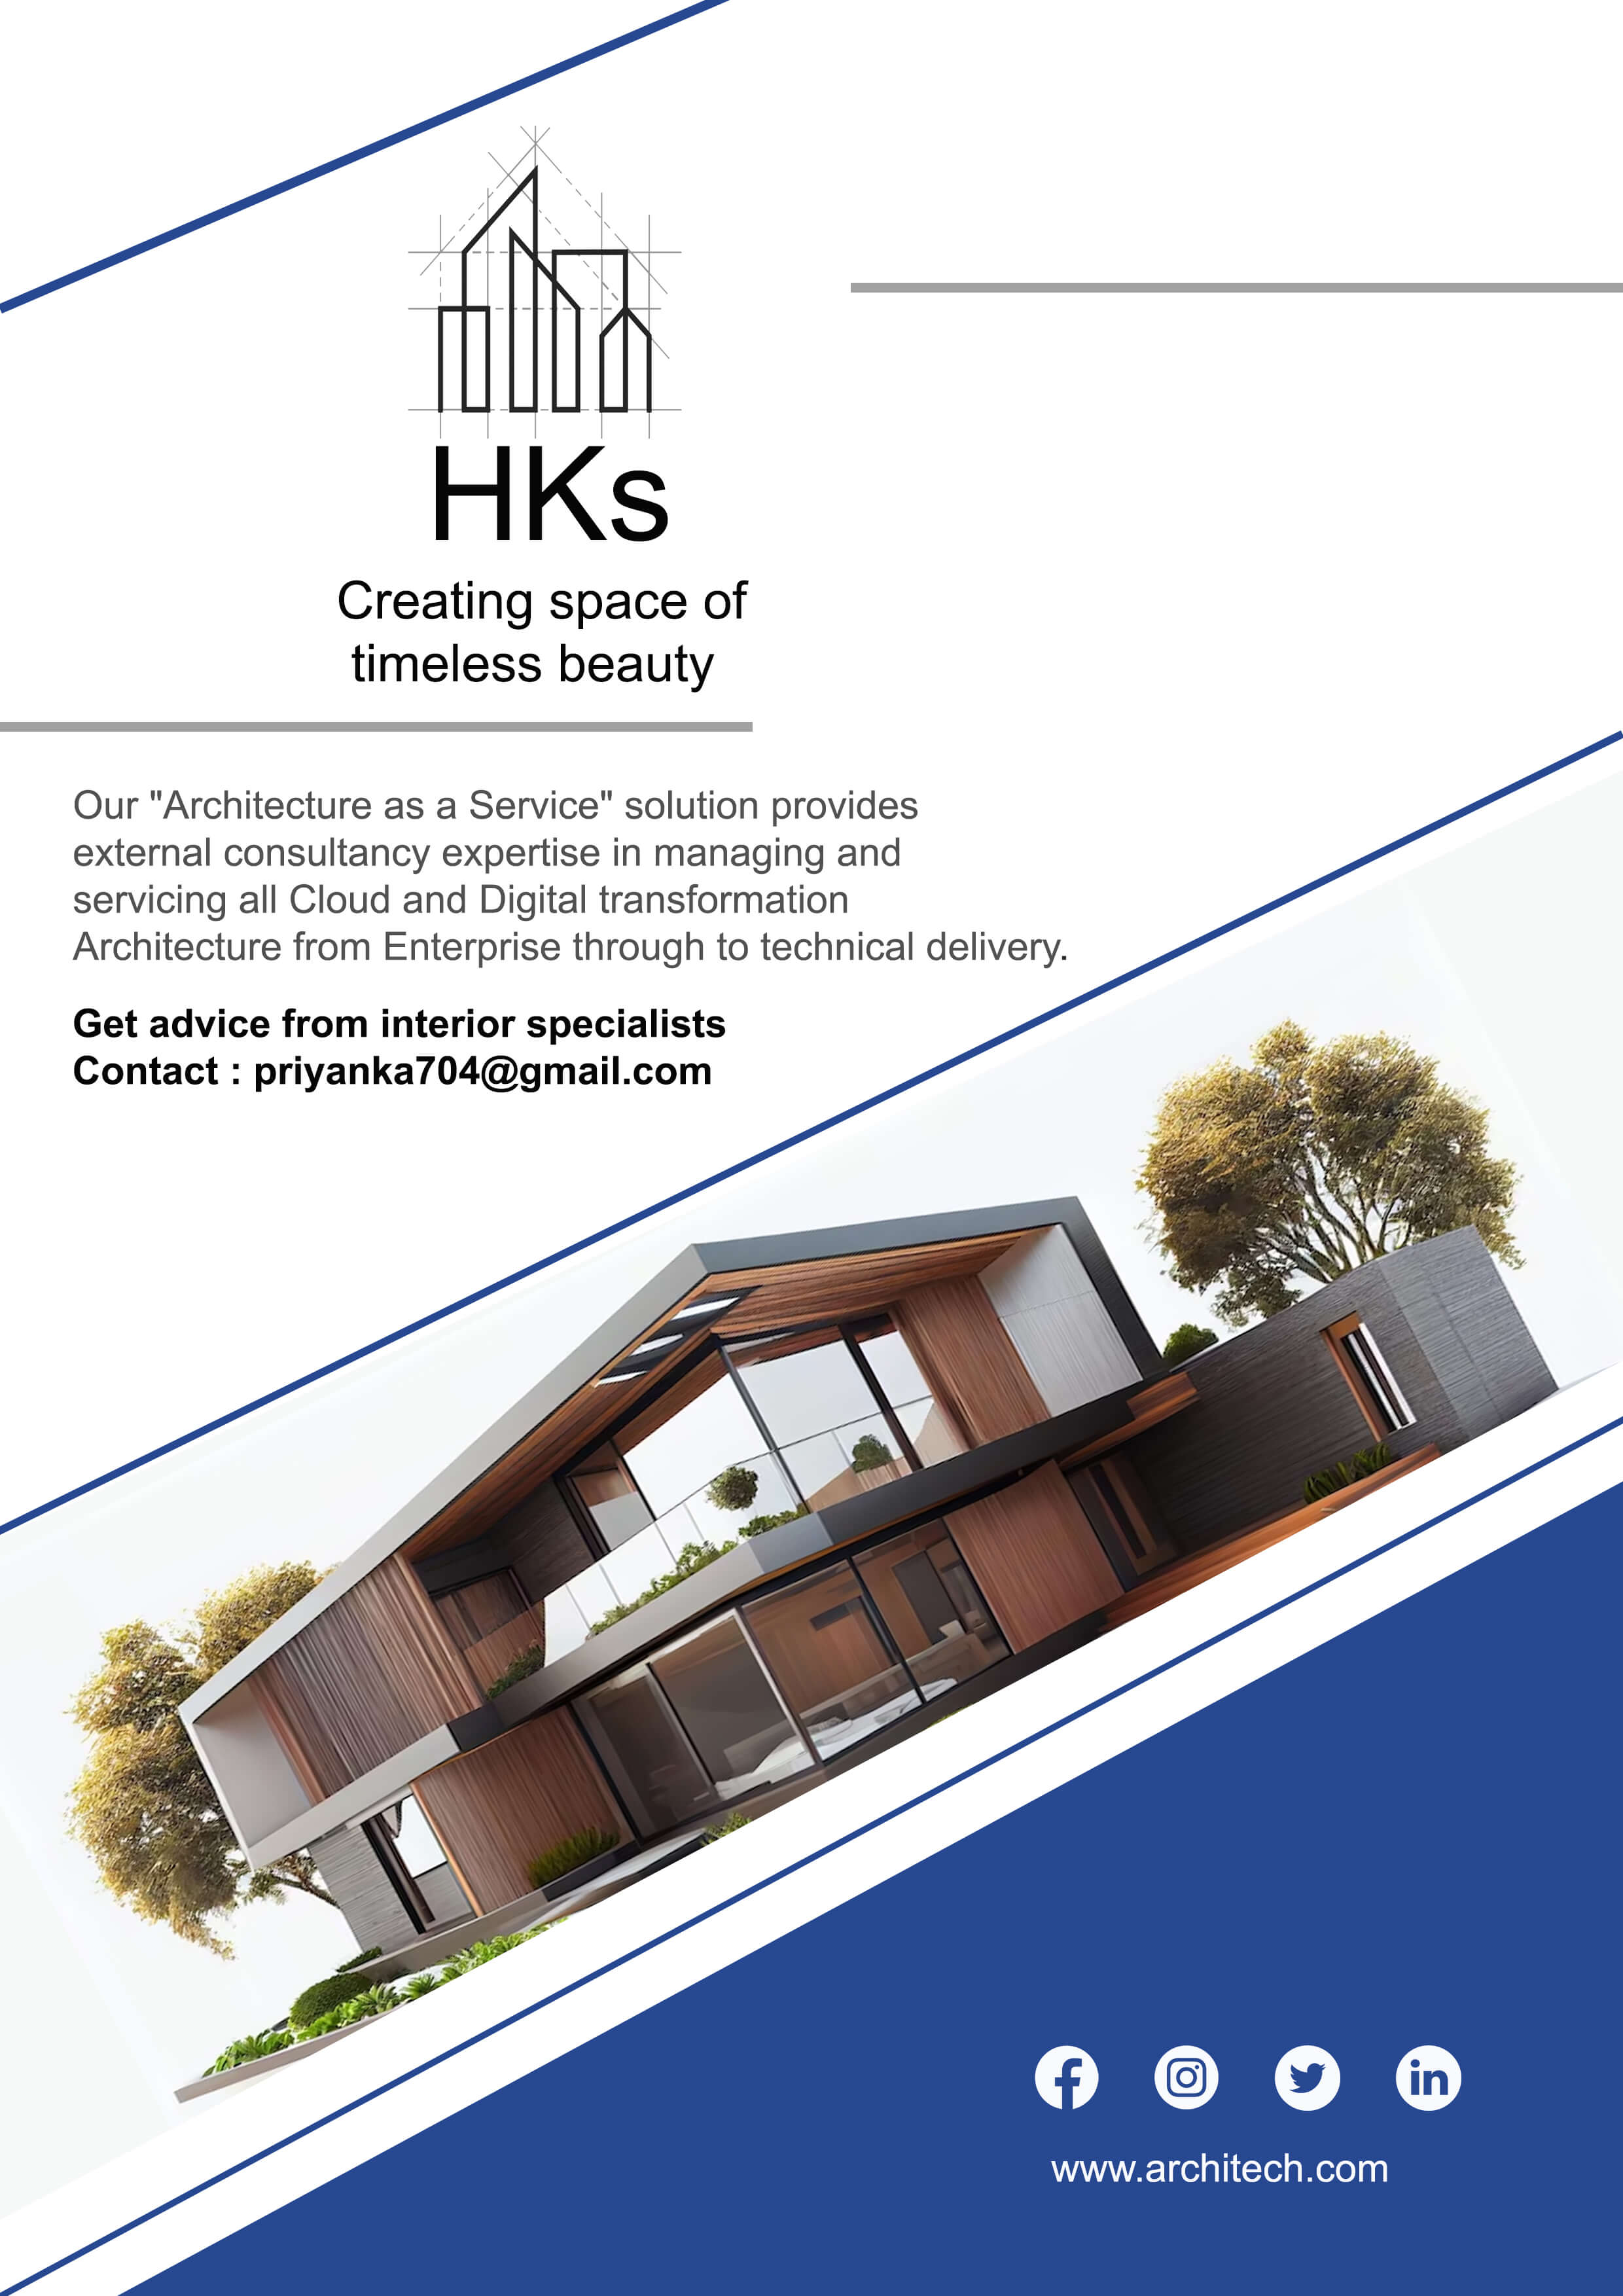 HKs
Creating space of
timeless beauty
Our "Architecture as a Service" solution provides
external consultancy expertise in managing and
servicing all Cloud and Digital transformation
Architecture from Enterprise through to technical delivery.
Get advice from interior specialists
Contact : priyanka704@gmail.com
www.architech.com